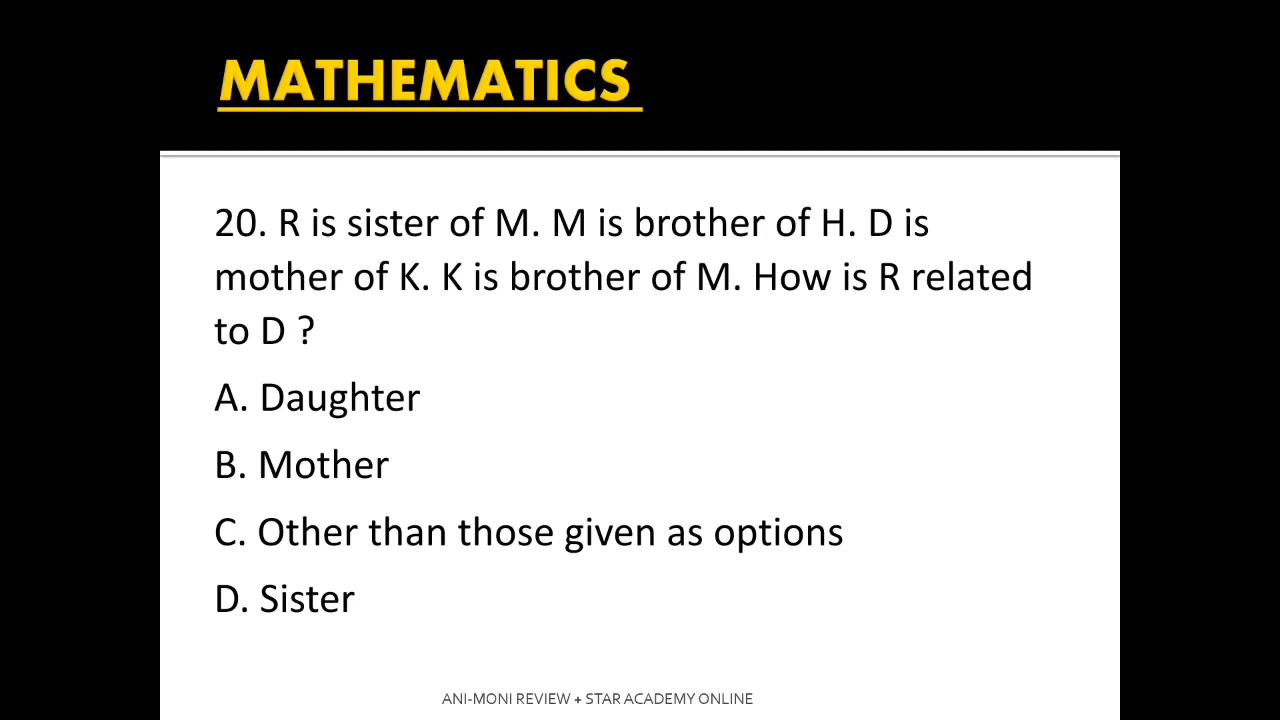 MATHEMATICS
20. R is sister of M. M is brother of H. D is
mother of K. K is brother of M. How is R related
to D ?
A. Daughter
B. Mother
C. Other than those given as options
D. Sister
ANI-MONI REVIEW + STAR ACADEMY ONLINE